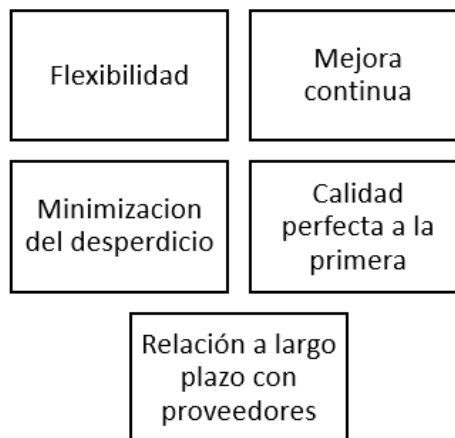 Flexibilidad
Mejora
continua
Minimizacion
del desperdicio
Calidad
perfecta a la
primera
Relación a largo
plazo con
proveedores